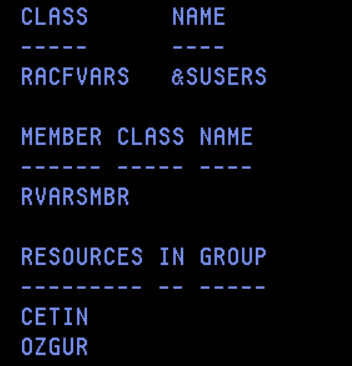 CLASS NAME
----- ----
RACFVARS &SUSERS
MEMBER CLASS NAME
------ ----- ----
RVARSMBR
RESOURCES IN GROUP
--------- -- -----
CETIN
OZGUR